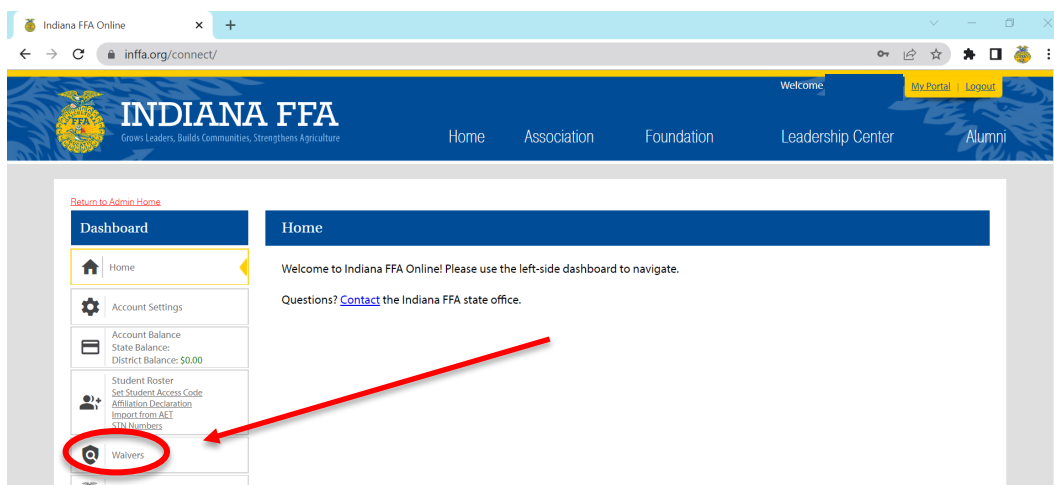 Indiana FFA Online
inffa.org/connect/
Welcome
My Portal | Logout
FFA
INDIANA FFA
Grows Leaders, Builds Communities, Strengthens Agriculture
Home Association Foundation Leadership Center Alumni
Return to Admin Home
Dashboard
Home
Account Settings
Account Balance
State Balance:
District Balance: $0.00
Student Roster
Set Student Access Code
Affiliation Declaration
Import from AET
STN Numbers
Waivers
Home
Welcome to Indiana FFA Online! Please use the left-side dashboard to navigate.
Questions? Contact the Indiana FFA state office.